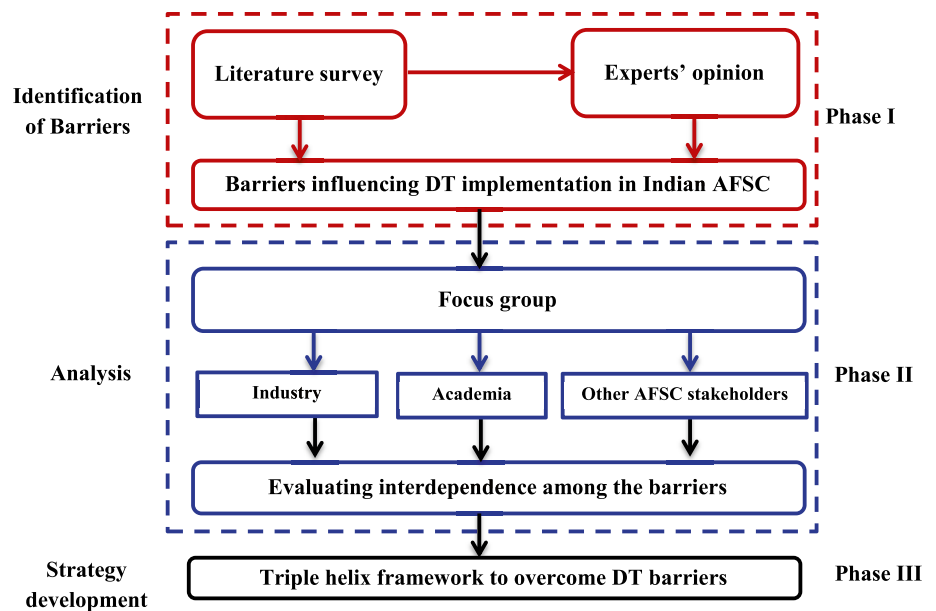 Literature survey
Experts' opinion
Identification
of Barriers
Phase I
Barriers influencing DT implementation in Indian AFSC
Focus group
Analysis
Phase II
Industry
Academia
Other AFSC stakeholders
Evaluating interdependence among the barriers
Strategy
development
Triple helix framework to overcome DT barriers
Phase III